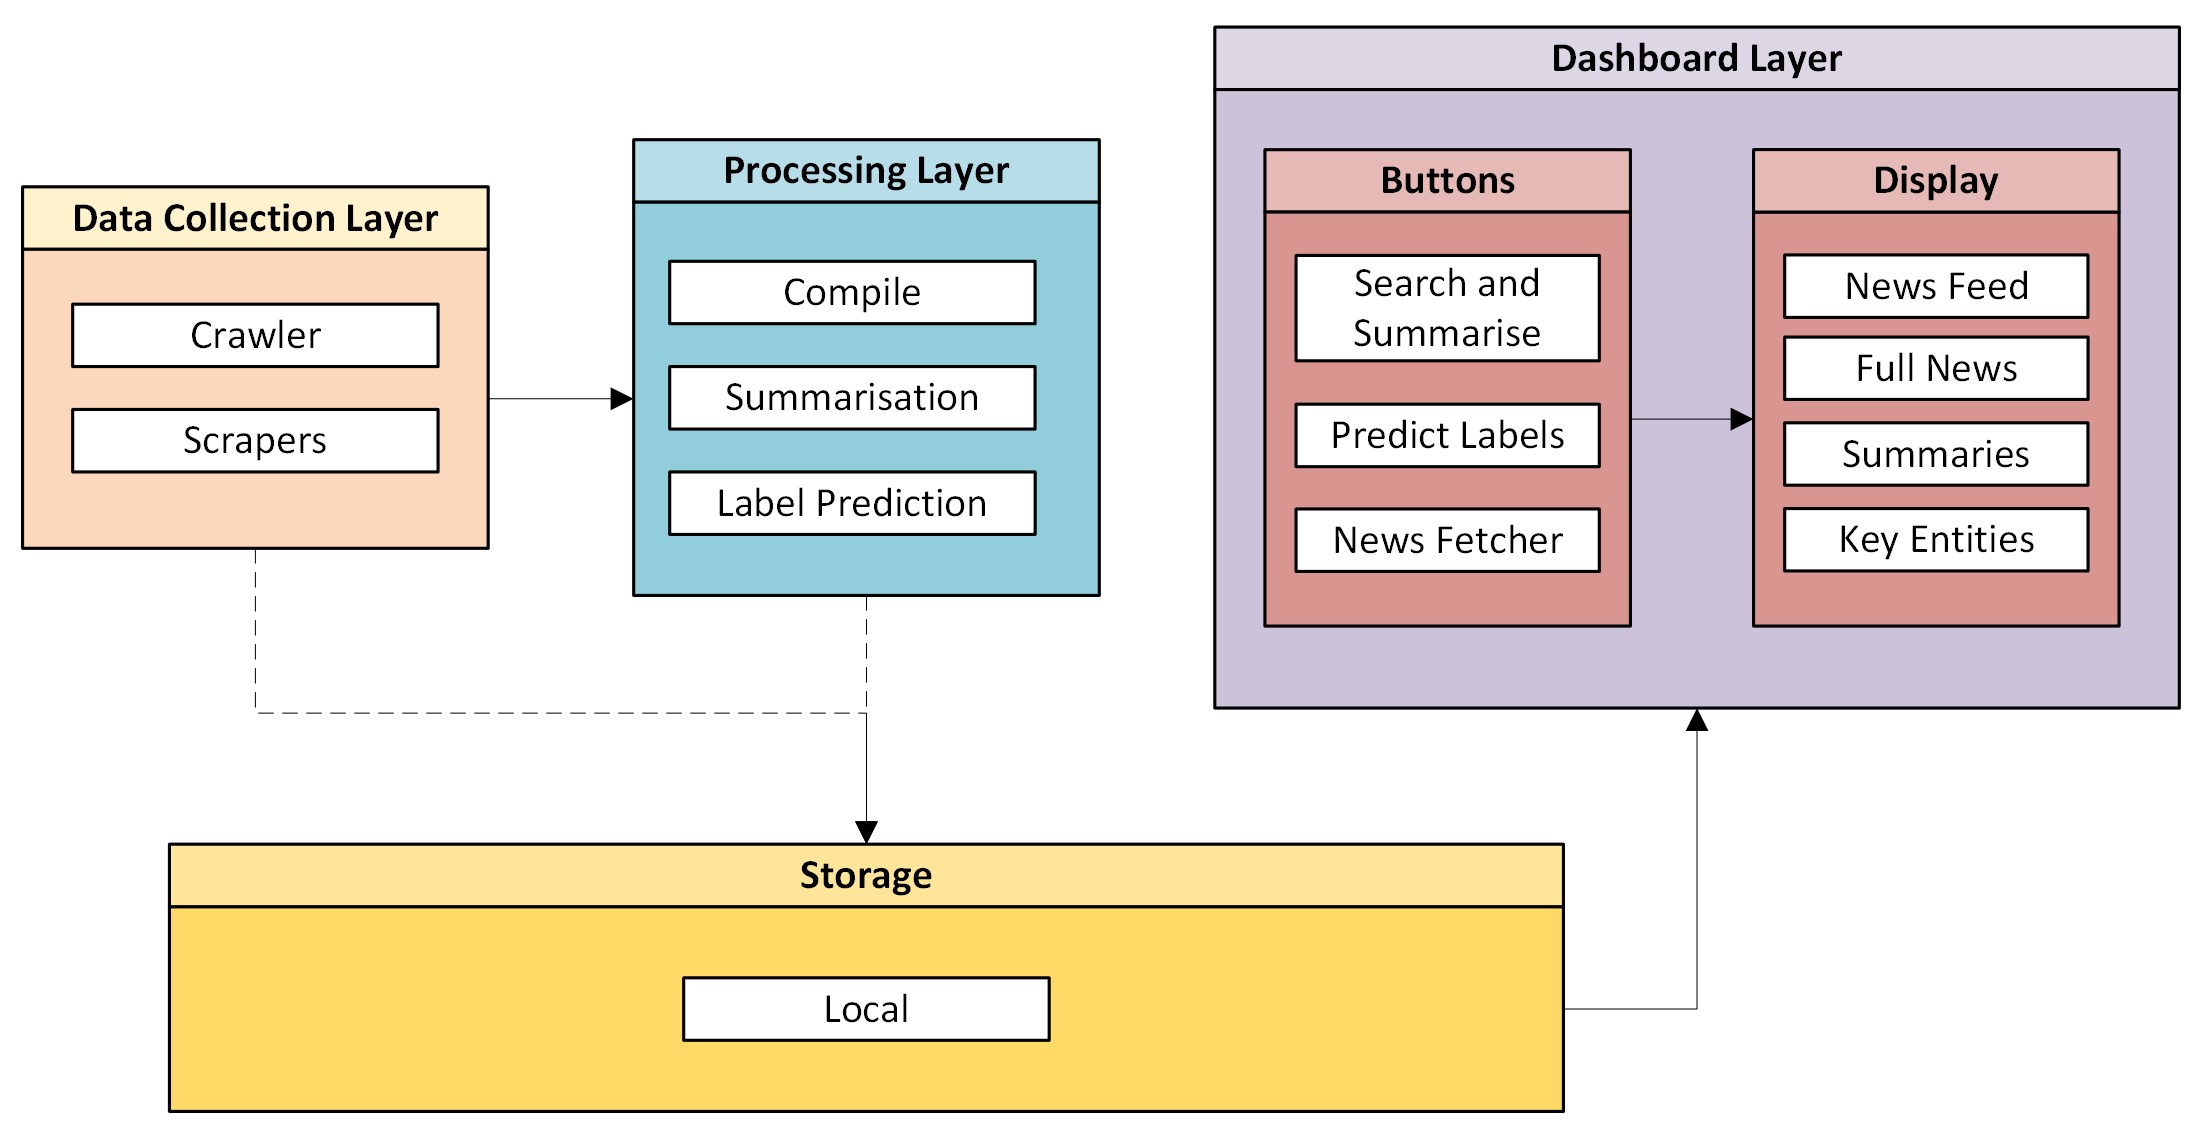 Data Collection Layer
Crawler
Scrapers
Processing Layer
Compile
Summarisation
Label Prediction
Dashboard Layer
Buttons
Search and
Summarise
Predict Labels
News Fetcher
Display
News Feed
Full News
Summaries
Key Entities
Storage
Local